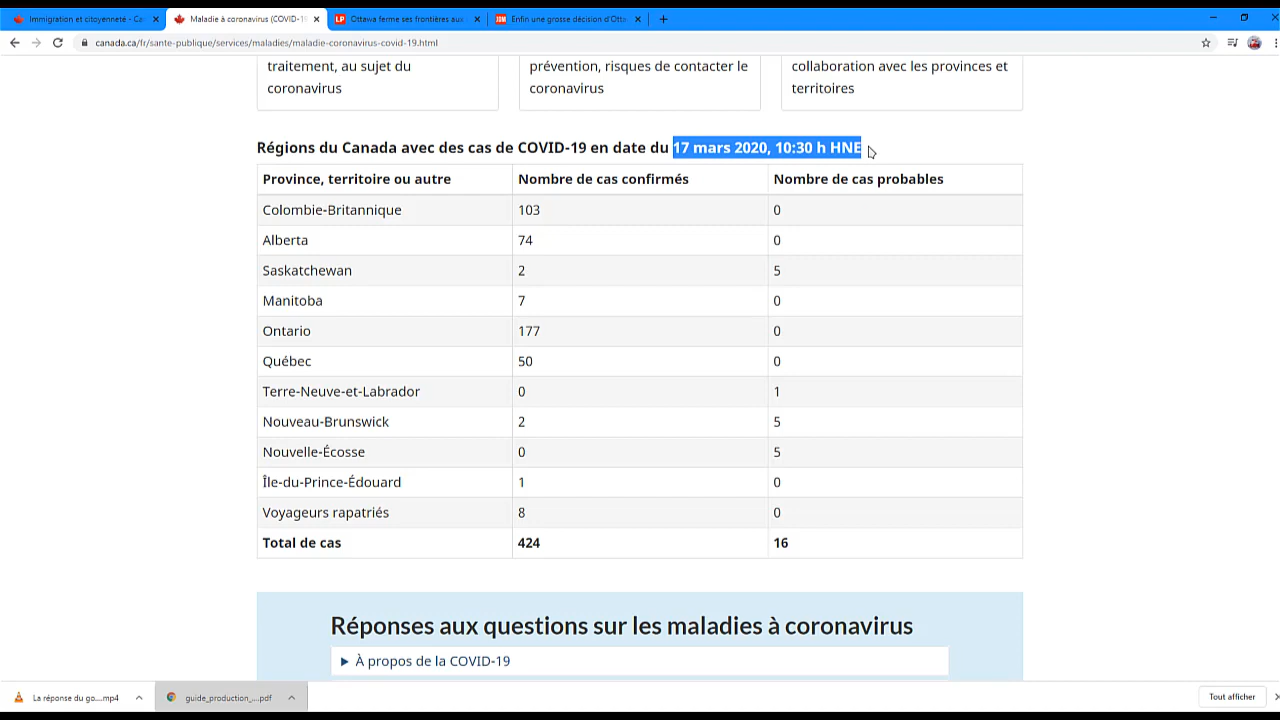 Immigration et citoyenneté - Ca
Maladie à coronavirus (COVID-1
Ottawa ferme ses frontières aux
Enfin une grosse décision d'Ott
canada.ca/fr/sante-publique/services/maladies/maladie-coronavirus-covid-19.html
traitement, au sujet du
coronavirus
prévention, risques de contacter le
coronavirus
collaboration avec les provinces et
territoires
Régions du Canada avec des cas de COVID-19 en date du 17 mars 2020, 10:30 h HNE
Province, territoire ou autre Nombre de cas confirmés Nombre de cas probables
Colombie-Britannique 103 0
Alberta 74 0
Saskatchewan 2 5
Manitoba 7 0
Ontario 177 0
Québec 50 0
Terre-Neuve-et-Labrador 0 1
Nouveau-Brunswick 2 5
Nouvelle-Écosse 0 5
Île-du-Prince-Édouard 1 0
Voyageurs rapatriés 8 0
Total de cas 424 16
Réponses aux questions sur les maladies à coronavirus
À propos de la COVID-19
La réponse du go....mp4
guide_production_....pdf
Tout afficher